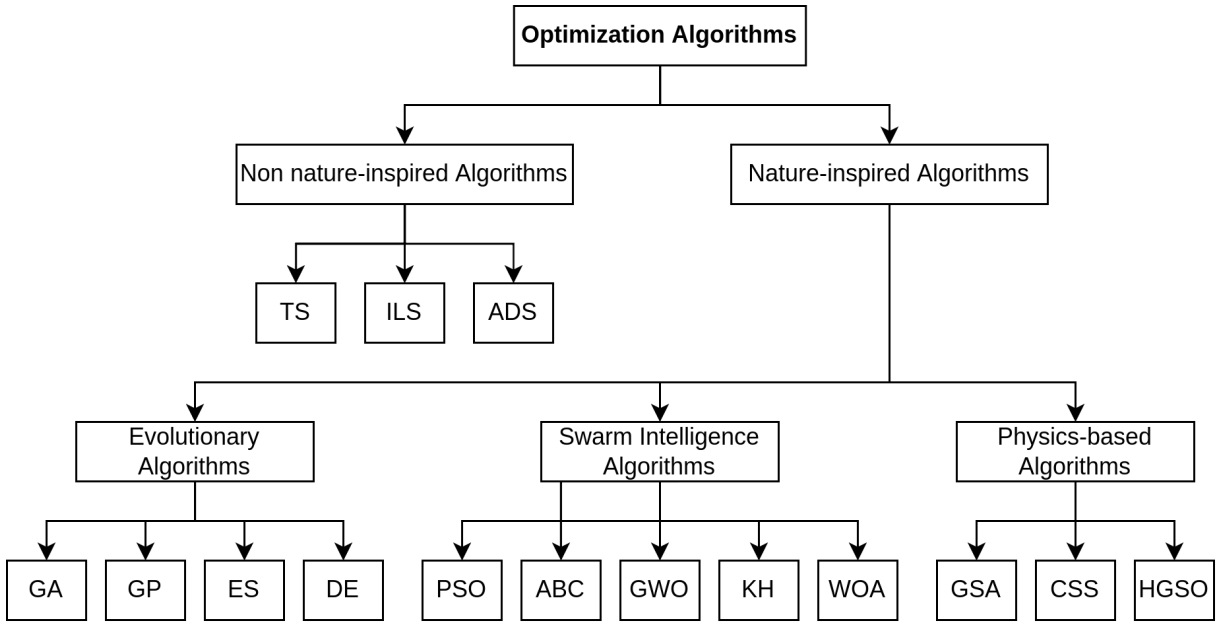 Optimization Algorithms
Non nature-inspired Algorithms
Nature-inspired Algorithms
TS
ILS
ADS
Evolutionary
Algorithms
Swarm Intelligence
Algorithms
Physics-based
Algorithms
GA
GP
ES
DE
PSO
ABC
GWO
KH
WOA
GSA
CSS
HGSO